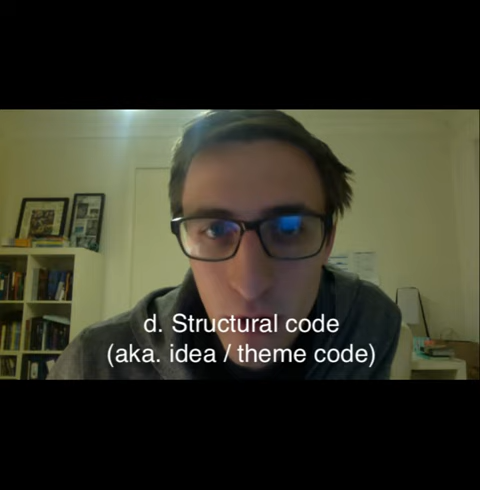 d. Structural code
(aka. idea / theme code)